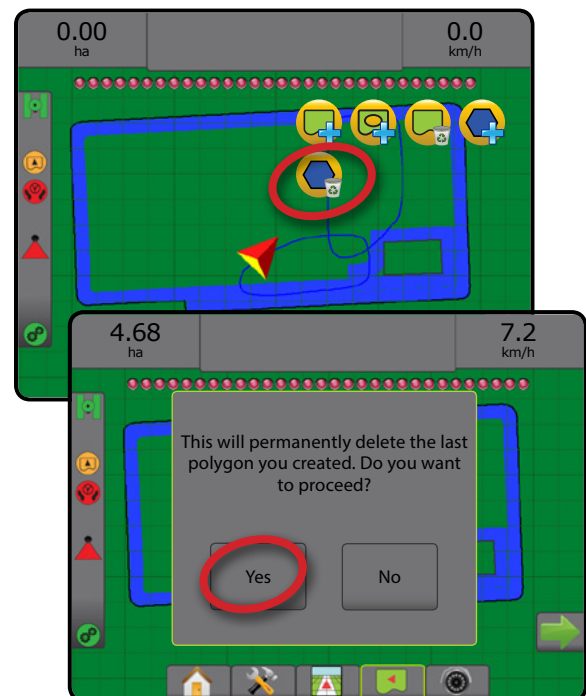 0.00
ha
0.0
km/h
4.68
ha
7.2
km/h
This will permanently delete the last
polygon you created. Do you want
to proceed?
Yes
No